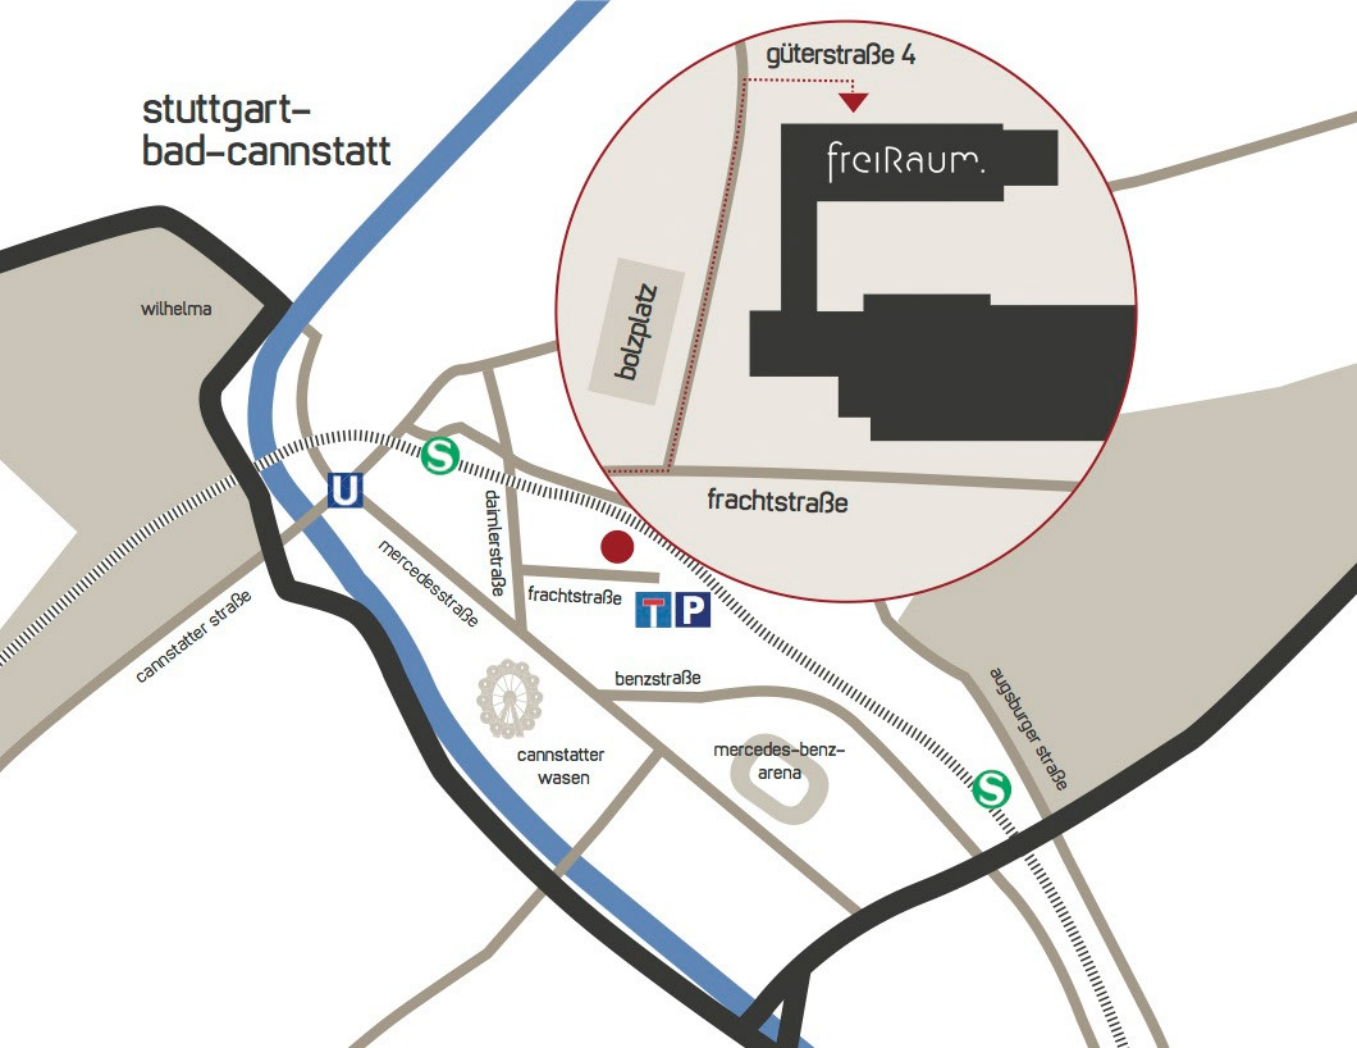 stuttgart-
bad-cannstatt
güterstraße 4
freiRaum.
wilhelma
bolzplatz
frachtstraße
S
U
daimlerstraße
mercedesstraße
frachtstraße
T P
cannstatter straße
benzstraße
cannstatter
wasen
mercedes-benz-
arena
augsburger straße
S